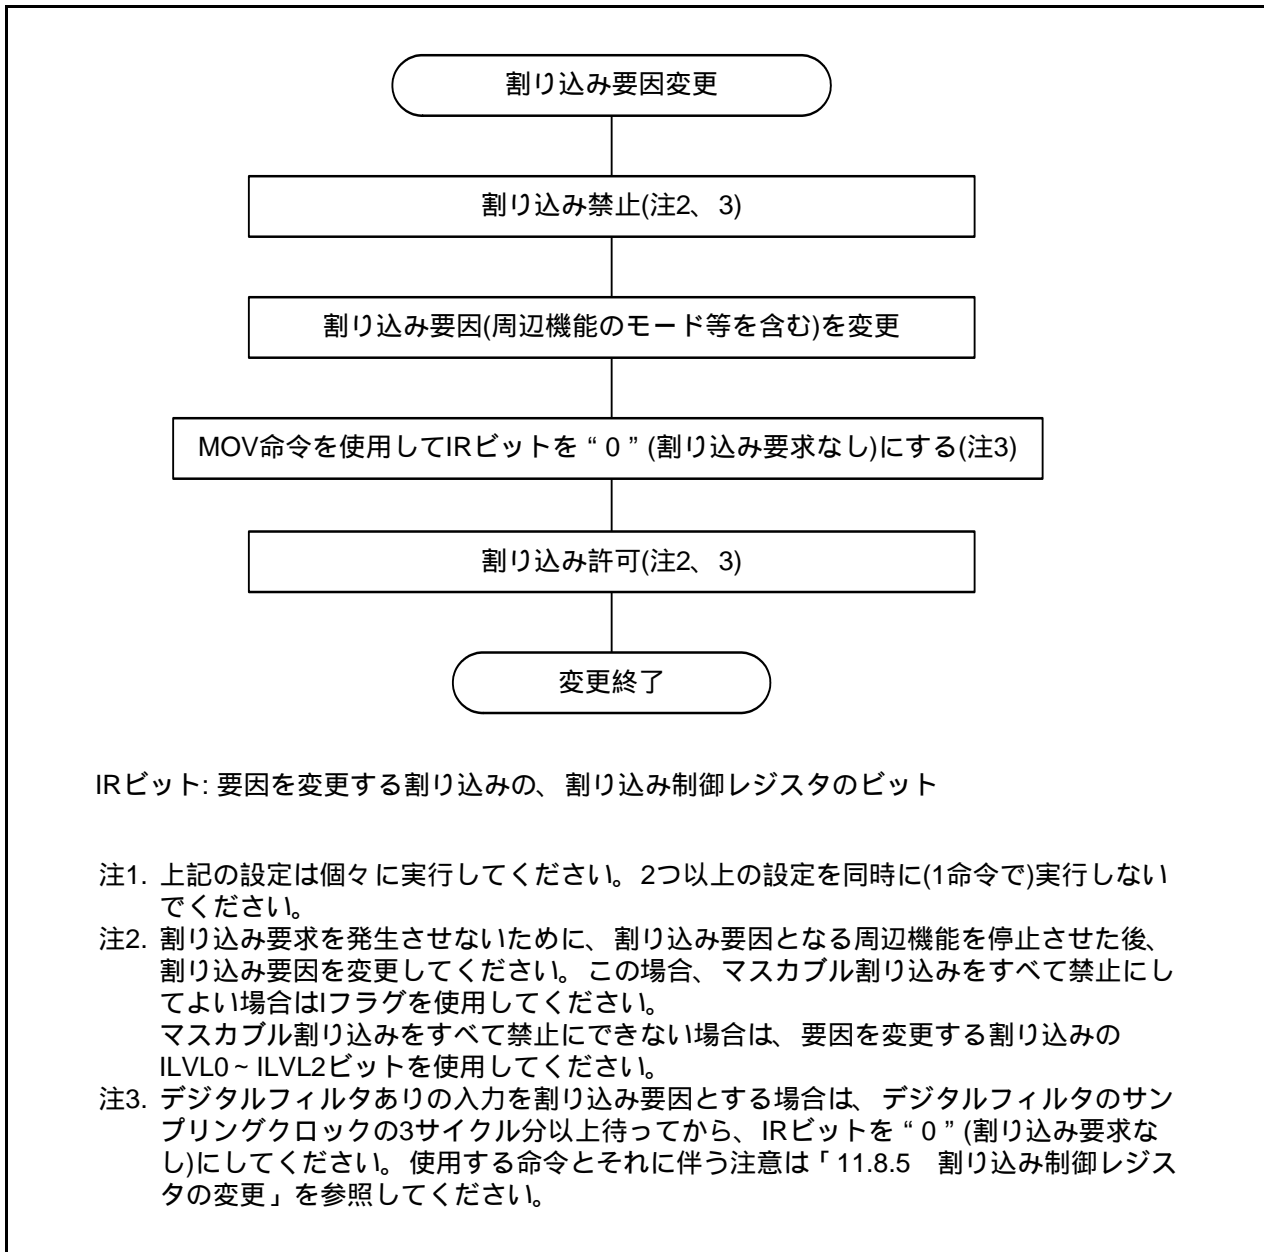 割り込み要因変更
割り込み禁止(注2、3)
割り込み要因(周辺機能のモード等を含む)を変更
MOV命令を使用してIRビットを“0”(割り込み要求なし)にする(注3)
割り込み許可(注2、3)
変更終了
IRビット: 要因を変更する割り込みの、割り込み制御レジスタのビット
注1. 上記の設定は個々に実行してください。2つ以上の設定を同時に(1命令で)実行しない
でください。
注2. 割り込み要求を発生させないために、割り込み要因となる周辺機能を停止させた後、
割り込み要因を変更してください。この場合、マスカブル割り込みをすべて禁止にし
てよい場合はIフラグを使用してください。
マスカブル割り込みをすべて禁止にできない場合は、要因を変更する割り込みの
ILVL0~ILVL2ビットを使用してください。
注3. デジタルフィルタありの入力を割り込み要因とする場合は、デジタルフィルタのサン
プリングクロックの3サイクル分以上待ってから、IRビットを“0”(割り込み要求な
し)にしてください。使用する命令とそれに伴う注意は「11.8.5 割り込み制御レジス
タの変更」を参照してください。